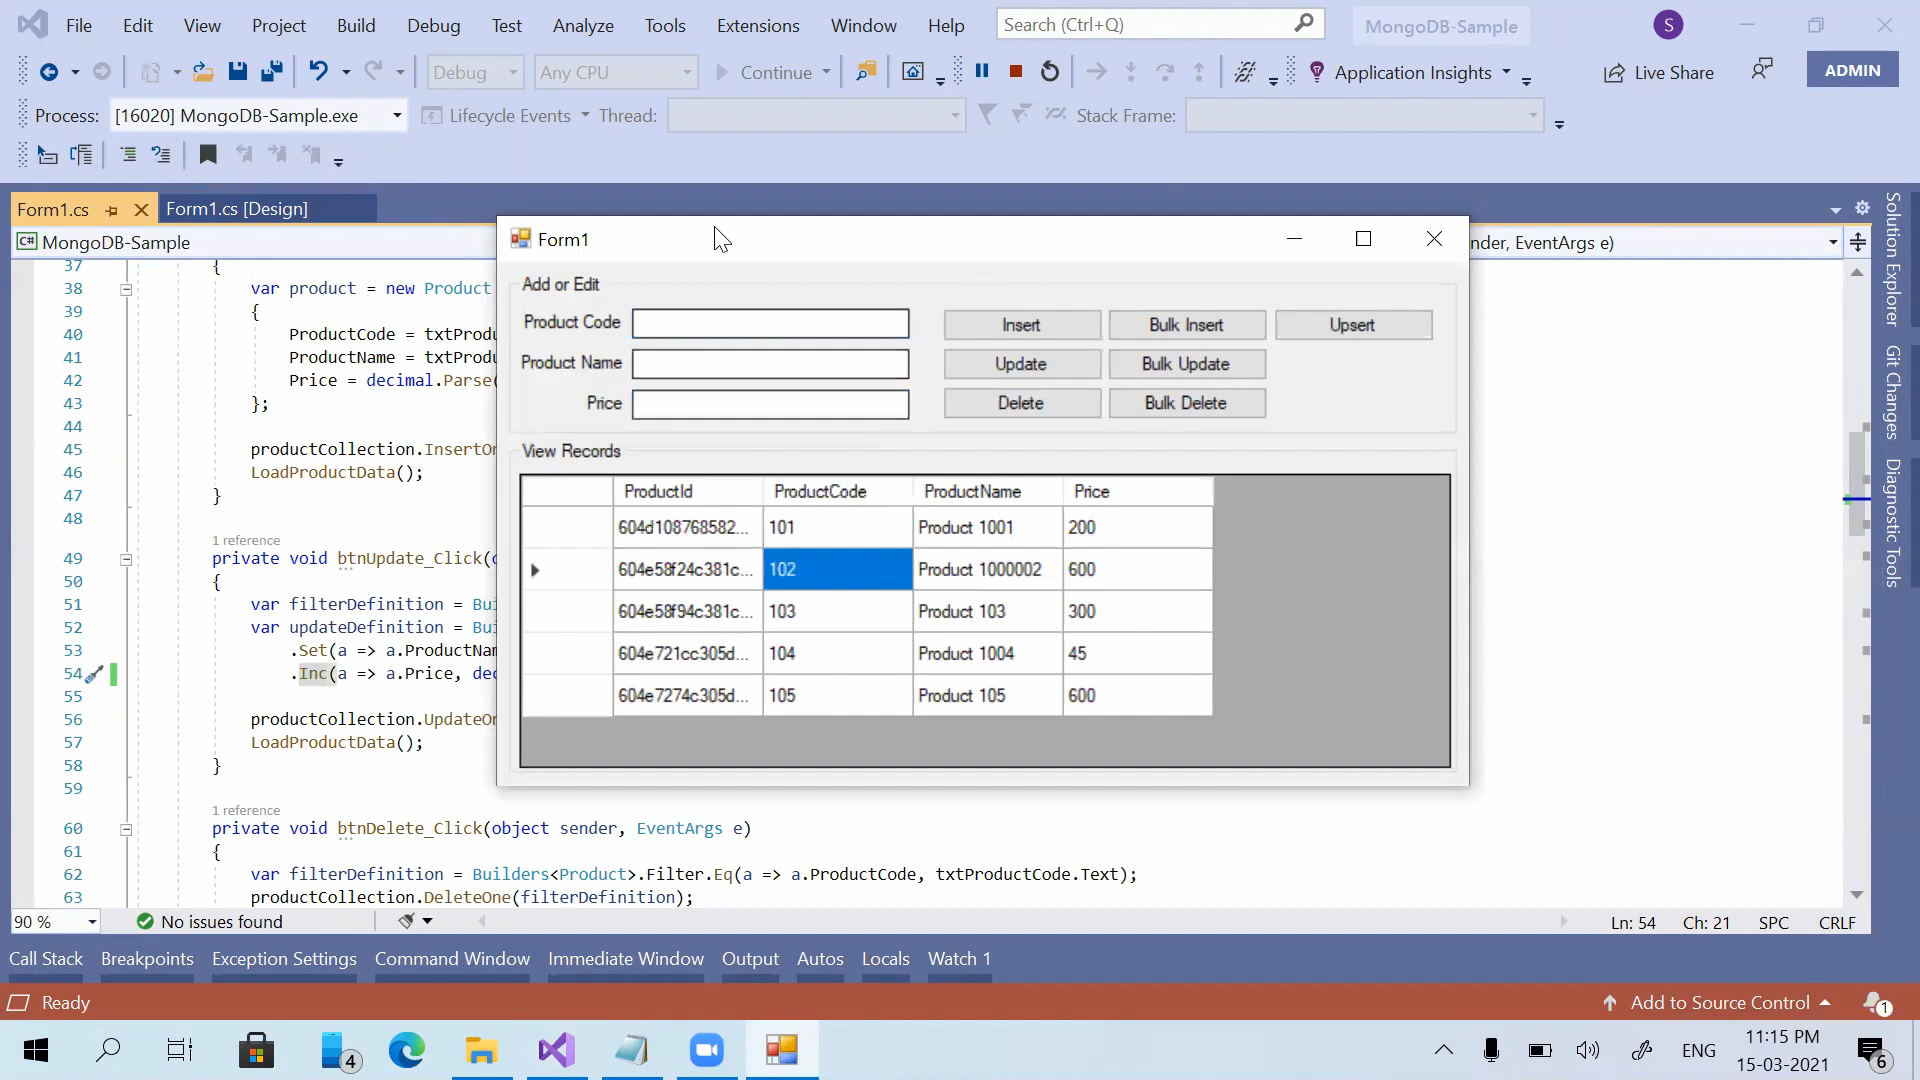 File Edit View Project Build Debug Test Analyze Tools Extensions Window Help Search (Ctrl+Q) MongoDB-Sample S
Debug Any CPU Continue Application Insights Live Share ADMIN
Process: [16020] MongoDB-Sample.exe Lifecycle Events Thread: Stack Frame:
Form1.cs Form1.cs [Design]
C# MongoDB-Sample nder, EventArgs e)
37 {
38 var product = new Product
39 {
40 ProductCode = txtProdu
41 ProductName = txtProdu
42 Price = decimal.Parse(
43 };
44
45 productCollection.InsertOn
46 LoadProductData();
47 }
48
1 reference
49 private void btnUpdate_Click(o
50 {
51 var filterDefinition = Bui
52 var updateDefinition = Bui
53 .Set(a => a.ProductNam
54 .Inc(a => a.Price, dec
55
56 productCollection.UpdateOn
57 LoadProductData();
58 }
59
1 reference
60 private void btnDelete_Click(object sender, EventArgs e)
61 {
62 var filterDefinition = Builders<Product>.Filter.Eq(a => a.ProductCode, txtProductCode.Text);
63 productCollection.DeleteOne(filterDefinition);
Form1
Add or Edit
Product Code Insert Bulk Insert Upsert
Product Name Update Bulk Update
Price Delete Bulk Delete
View Records
ProductId ProductCode ProductName Price
604d108768582... 101 Product 1001 200
604e58f24c381c... 102 Product 1000002 600
604e58f94c381c... 103 Product 103 300
604e721cc305d... 104 Product 1004 45
604e7274c305d... 105 Product 105 600
Solution Explorer
Git Changes
Diagnostic Tools
90 % No issues found Ln: 54 Ch: 21 SPC CRLF
Call Stack Breakpoints Exception Settings Command Window Immediate Window Output Autos Locals Watch 1
Ready Add to Source Control 1
4 ENG 11:15 PM
15-03-2021 6